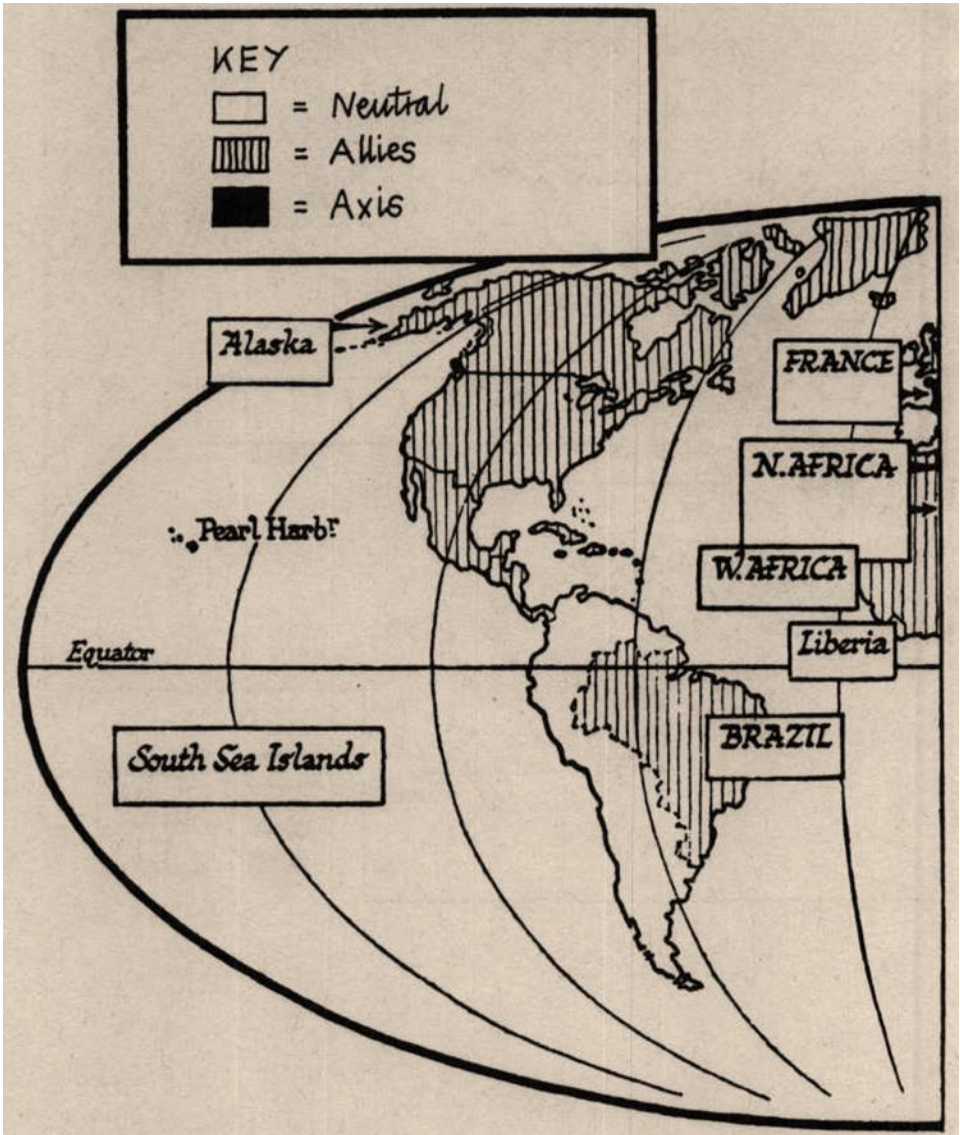 KEY
= Neutral
= Allies
= Axis
Alaska
FRANCE
N.AFRICA
Pearl Harbr.
W.AFRICA
Liberia
Equator
BRAZIL
South Sea Islands